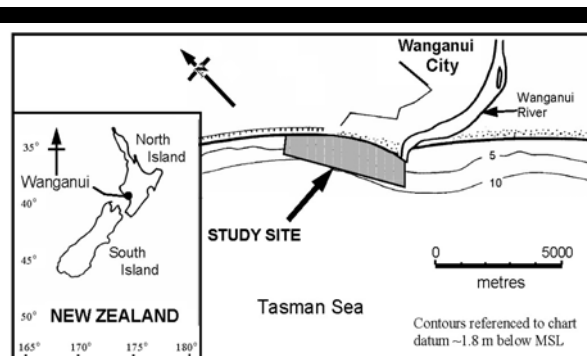 Wanganui
City
Wanganui
River
5
10
STUDY SITE
0 5000
metres
Tasman Sea
Contours referenced to chart
datum ~1.8 m below MSL
35°
North
Island
Wanganui
40°
South
Island
45°
50°
NEW ZEALAND
165° 170° 175° 180°